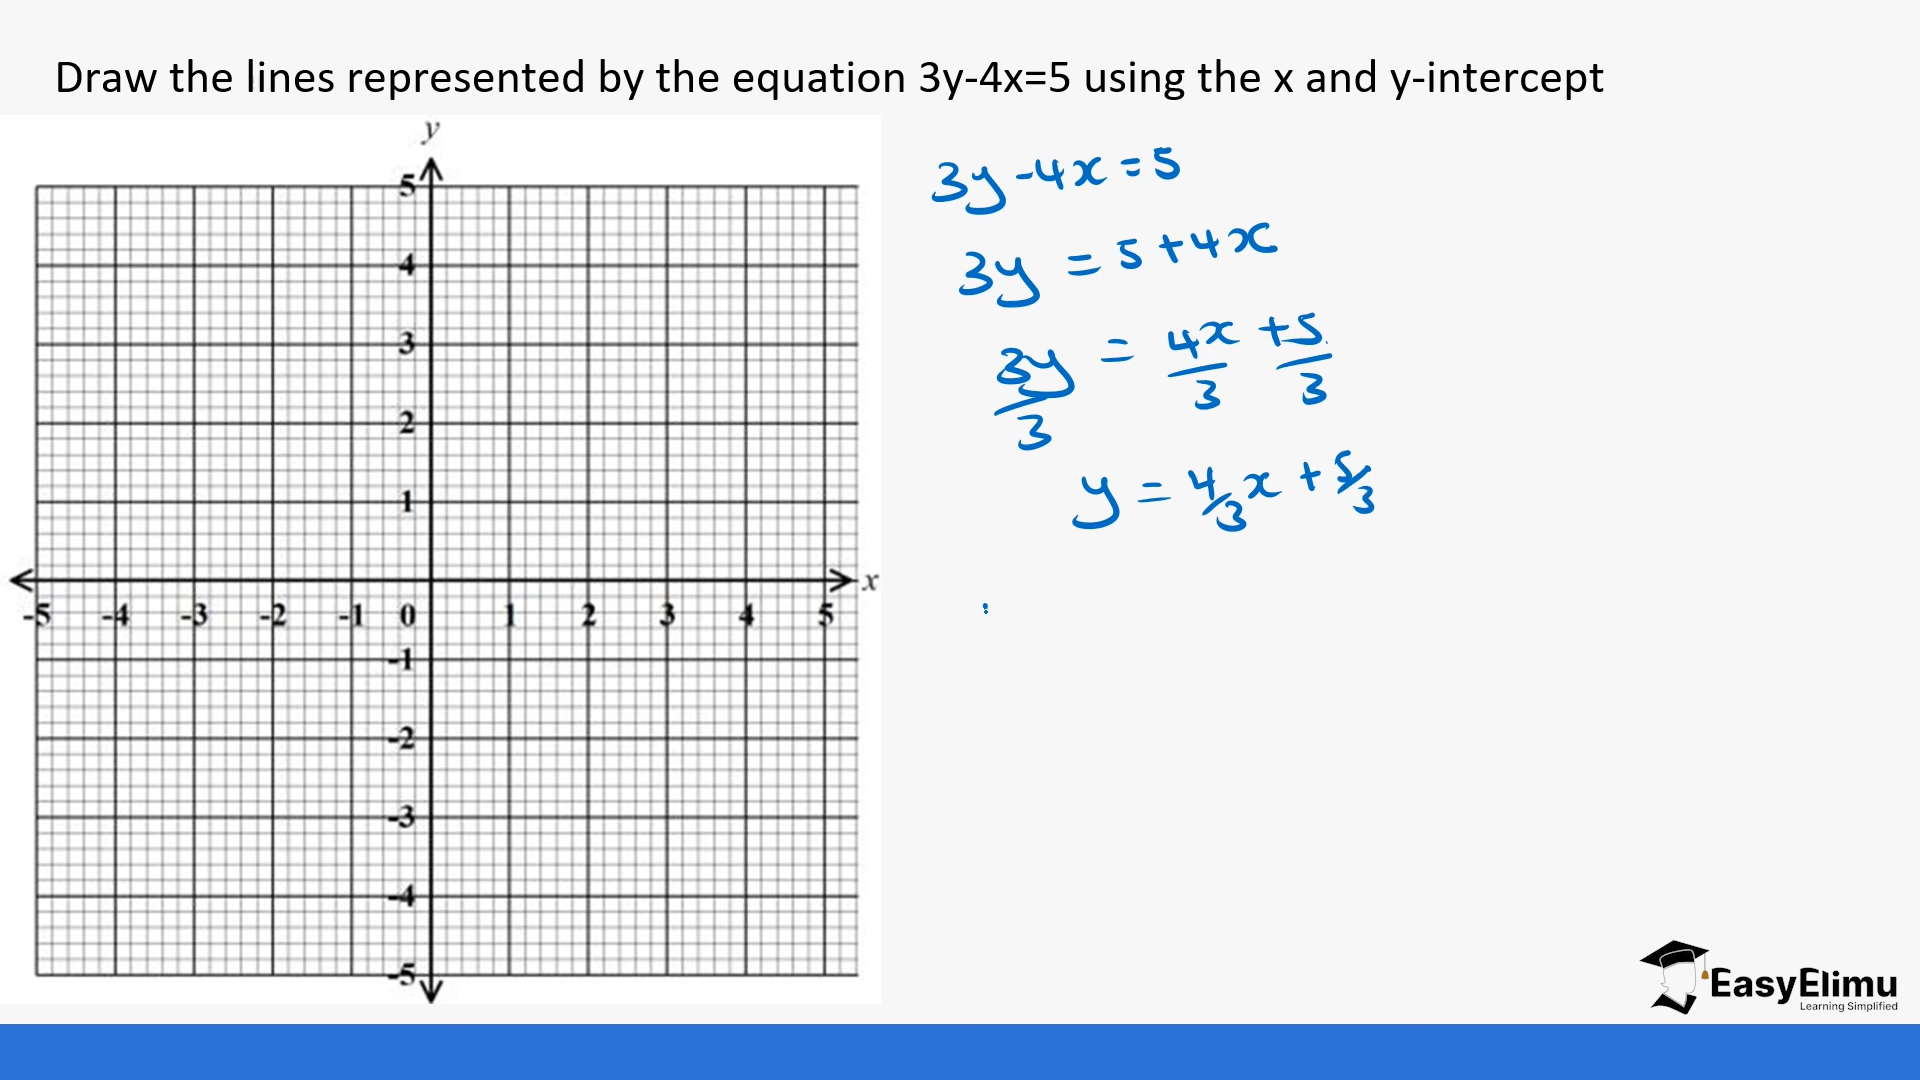 Draw the lines represented by the equation 3y-4x=5 using the x and y-intercept
y
5
4
3
2
1
x
-5 -4 -3 -2 -1 0 1 2 3 4 5
-1
-2
-3
-4
-5
3y-4x=5
3y = 5+4x
3y/3 = 4x/3 +5/3
y = 4/3x + 5/3
EasyElimu
Learning Simplified